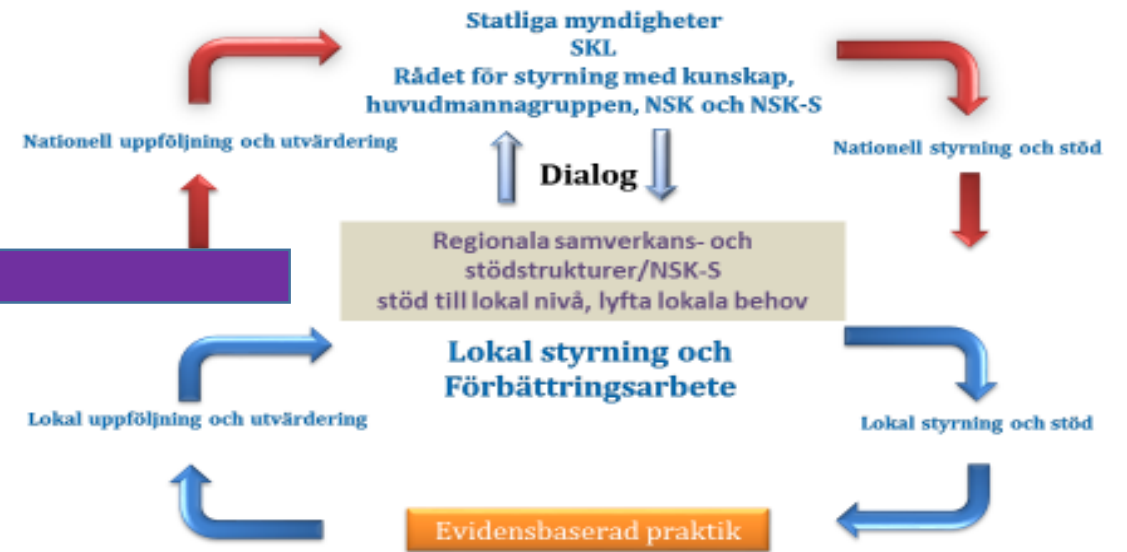 Statliga myndigheter
SKL
Rådet för styrning med kunskap,
huvudmannagruppen, NSK och NSK-S
Nationell uppföljning och utvärdering
Nationell styrning och stöd
Dialog
Regionala samverkans- och
stödstrukturer/NSK-S
stöd till lokal nivå, lyfta lokala behov
Lokal styrning och
Förbättringsarbete
Lokal uppföljning och utvärdering
Lokal styrning och stöd
Evidensbaserad praktik